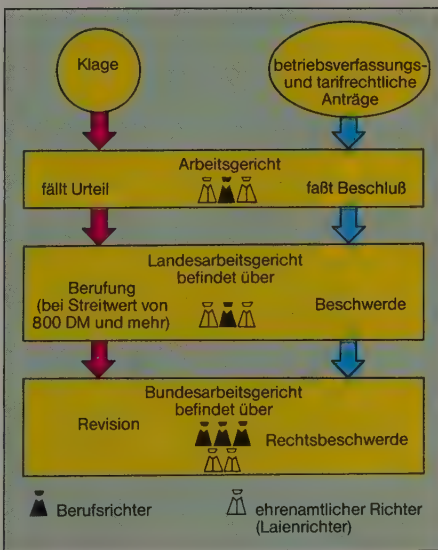 Klage
betriebsverfassungs-
und tarifrechtliche
Anträge
Arbeitsgericht
fällt Urteil
faßt Beschluß
Landesarbeitsgericht
befindet über
Berufung
(bei Streitwert von
800 DM und mehr)
Beschwerde
Bundesarbeitsgericht
befindet über
Revision
Rechtsbeschwerde
Berufsrichter
ehrenamtlicher Richter
(Laienrichter)